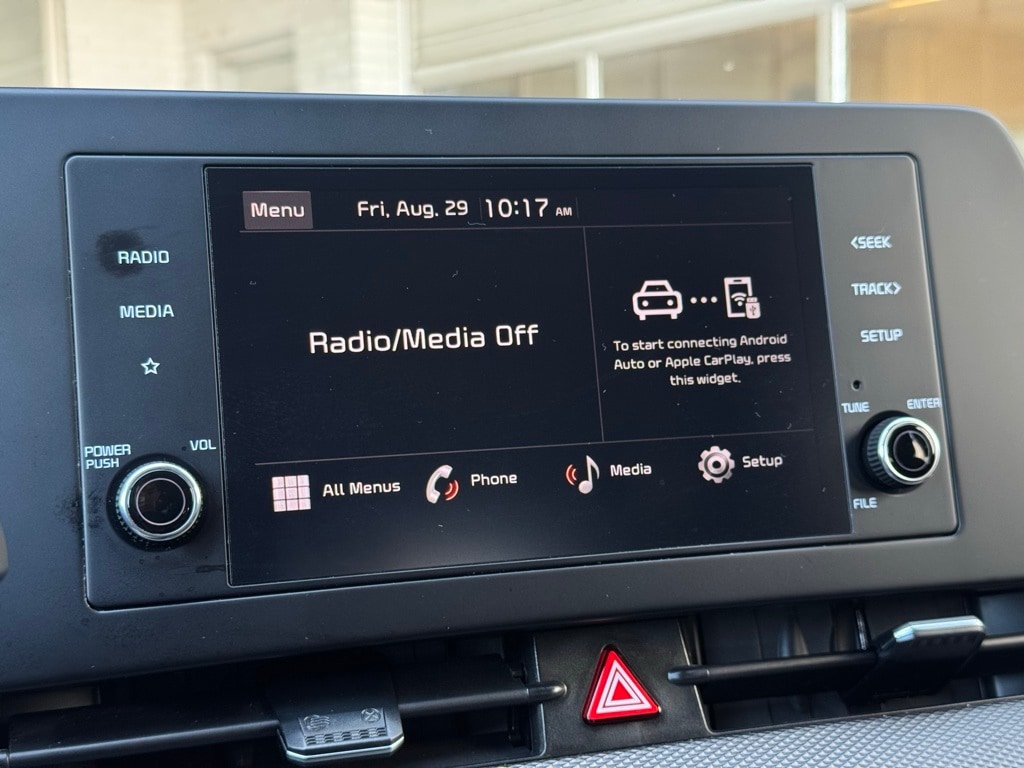 Menu
Fri, Aug. 29 10:17 AM
RADIO
MEDIA
POWER
PUSH
VOL
Radio/Media Off
To start connecting Android
Auto or Apple CarPlay, press
this widget.
All Menus
Phone
Media
Setup
<SEEK
TRACK>
SETUP
TUNE
ENTER
FILE